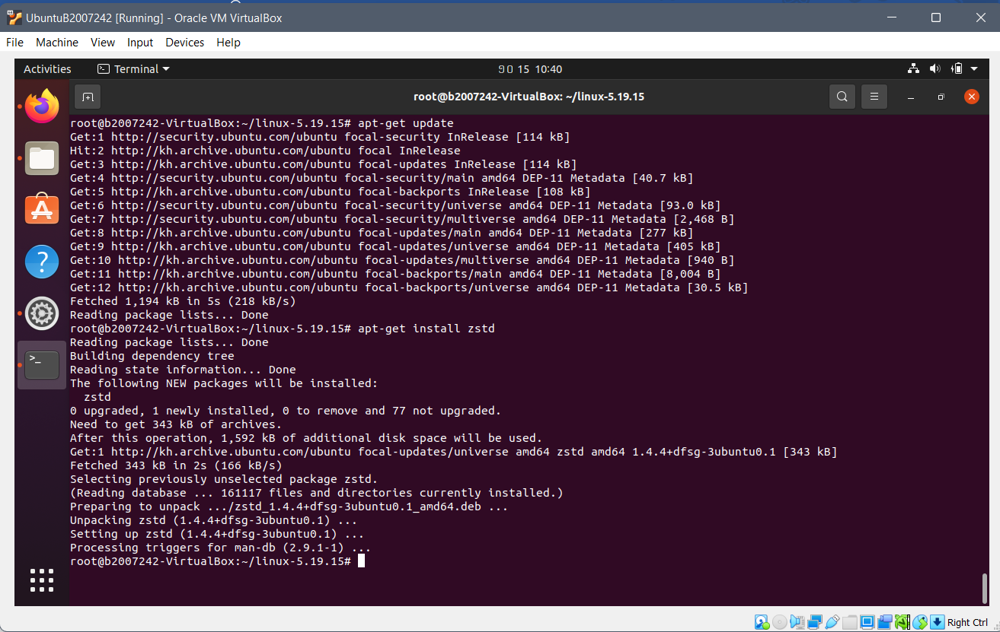 UbuntuB2007242 [Running] - Oracle VM VirtualBox
File Machine View Input Devices Help
Activities Terminal 15 10:40
root@b2007242-VirtualBox: ~/linux-5.19.15
root@b2007242-VirtualBox:~/linux-5.19.15# apt-get update
Get:1 http://security.ubuntu.com/ubuntu focal-security InRelease [114 kB]
Hit:2 http://kh.archive.ubuntu.com/ubuntu focal InRelease
Get:3 http://kh.archive.ubuntu.com/ubuntu focal-updates InRelease [114 kB]
Get:4 http://security.ubuntu.com/ubuntu focal-security/main amd64 DEP-11 Metadata [40.7 kB]
Get:5 http://kh.archive.ubuntu.com/ubuntu focal-backports InRelease [108 kB]
Get:6 http://security.ubuntu.com/ubuntu focal-security/universe amd64 DEP-11 Metadata [93.0 kB]
Get:7 http://security.ubuntu.com/ubuntu focal-security/multiverse amd64 DEP-11 Metadata [2,468 B]
Get:8 http://kh.archive.ubuntu.com/ubuntu focal-updates/main amd64 DEP-11 Metadata [277 kB]
Get:9 http://kh.archive.ubuntu.com/ubuntu focal-updates/universe amd64 DEP-11 Metadata [405 kB]
Get:10 http://kh.archive.ubuntu.com/ubuntu focal-updates/multiverse amd64 DEP-11 Metadata [940 B]
Get:11 http://kh.archive.ubuntu.com/ubuntu focal-backports/main amd64 DEP-11 Metadata [8,004 B]
Get:12 http://kh.archive.ubuntu.com/ubuntu focal-backports/universe amd64 DEP-11 Metadata [30.5 kB]
Fetched 1,194 kB in 5s (218 kB/s)
Reading package lists... Done
root@b2007242-VirtualBox:~/linux-5.19.15# apt-get install zstd
Reading package lists... Done
Building dependency tree
Reading state information... Done
The following NEW packages will be installed:
zstd
0 upgraded, 1 newly installed, 0 to remove and 77 not upgraded.
Need to get 343 kB of archives.
After this operation, 1,592 kB of additional disk space will be used.
Get:1 http://kh.archive.ubuntu.com/ubuntu focal-updates/universe amd64 zstd amd64 1.4.4+dfsg-3ubuntu0.1 [343 kB]
Fetched 343 kB in 2s (166 kB/s)
Selecting previously unselected package zstd.
(Reading database ... 161117 files and directories currently installed.)
Preparing to unpack .../zstd_1.4.4+dfsg-3ubuntu0.1_amd64.deb ...
Unpacking zstd (1.4.4+dfsg-3ubuntu0.1) ...
Setting up zstd (1.4.4+dfsg-3ubuntu0.1) ...
Processing triggers for man-db (2.9.1-1) ...
root@b2007242-VirtualBox:~/linux-5.19.15#
Right Ctrl